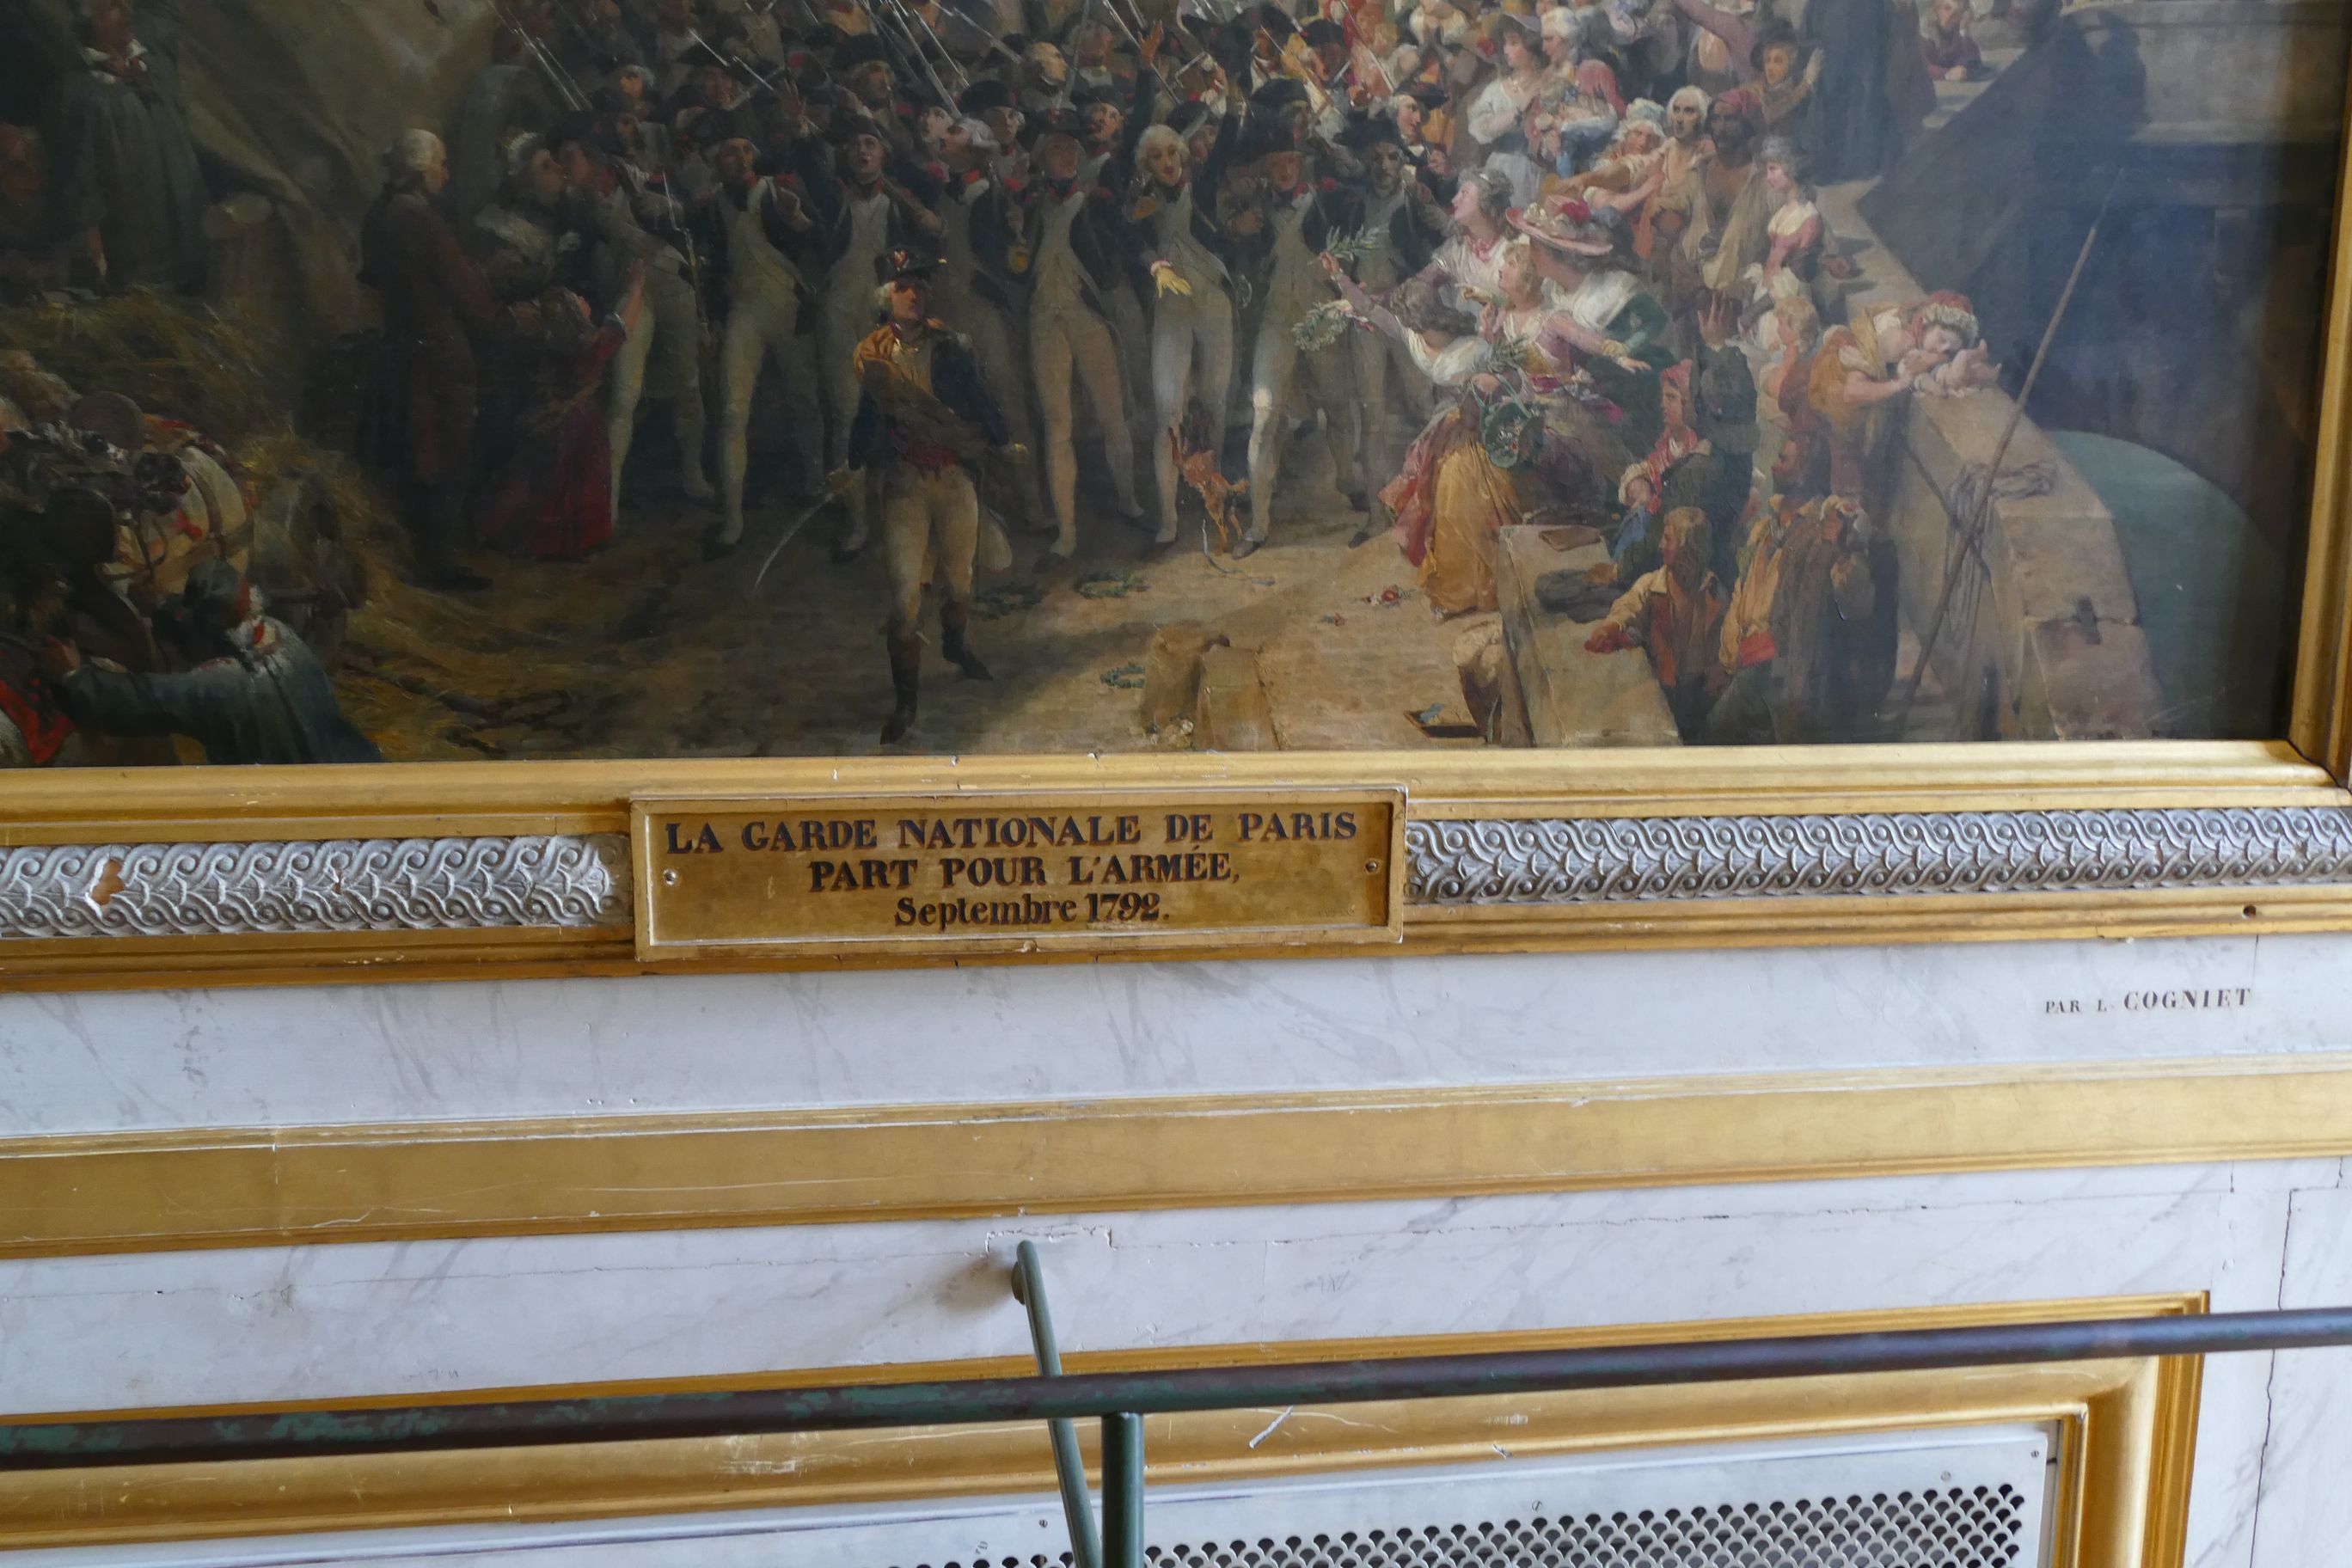 LA GARDE NATIONALE DE PARIS
PART POUR L'ARMÉE,
Septembre 1792.
PAR L. COGNIET